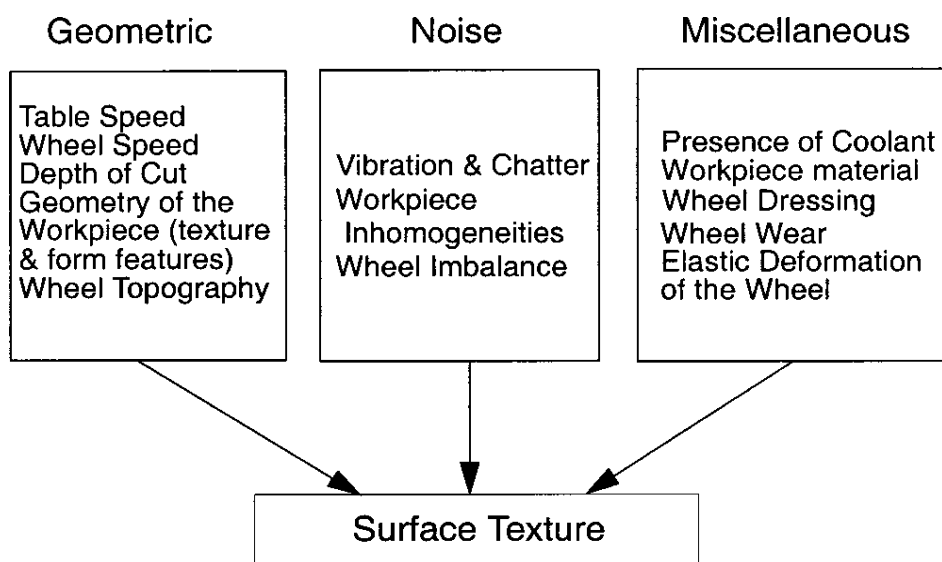 Geometric
Table Speed
Wheel Speed
Depth of Cut
Geometry of the
Workpiece (texture
& form features)
Wheel Topography
Noise
Vibration & Chatter
Workpiece
Inhomogeneities
Wheel Imbalance
Miscellaneous
Presence of Coolant
Workpiece material
Wheel Dressing
Wheel Wear
Elastic Deformation
of the Wheel
Surface Texture